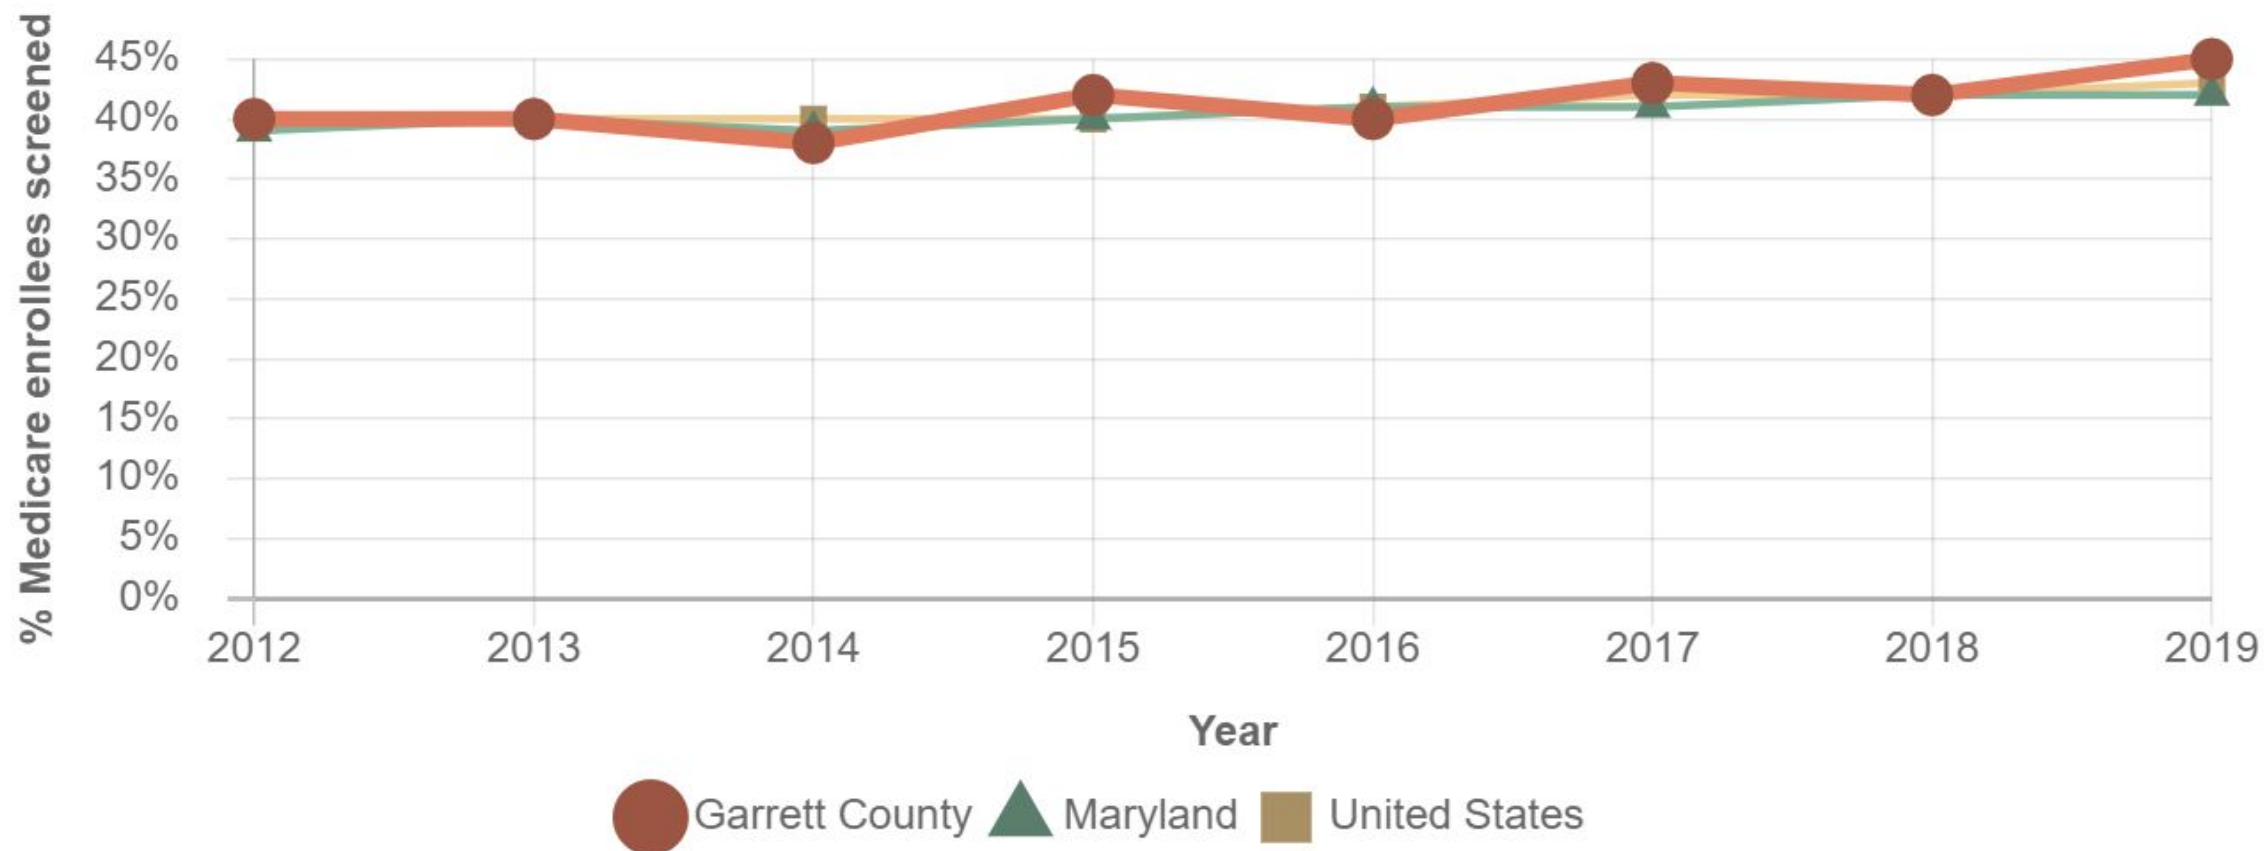 % Medicare enrollees screened
45%
40%
35%
30%
25%
20%
15%
10%
5%
0%
2012 2013 2014 2015 2016 2017 2018 2019
Year
Garrett County Maryland United States